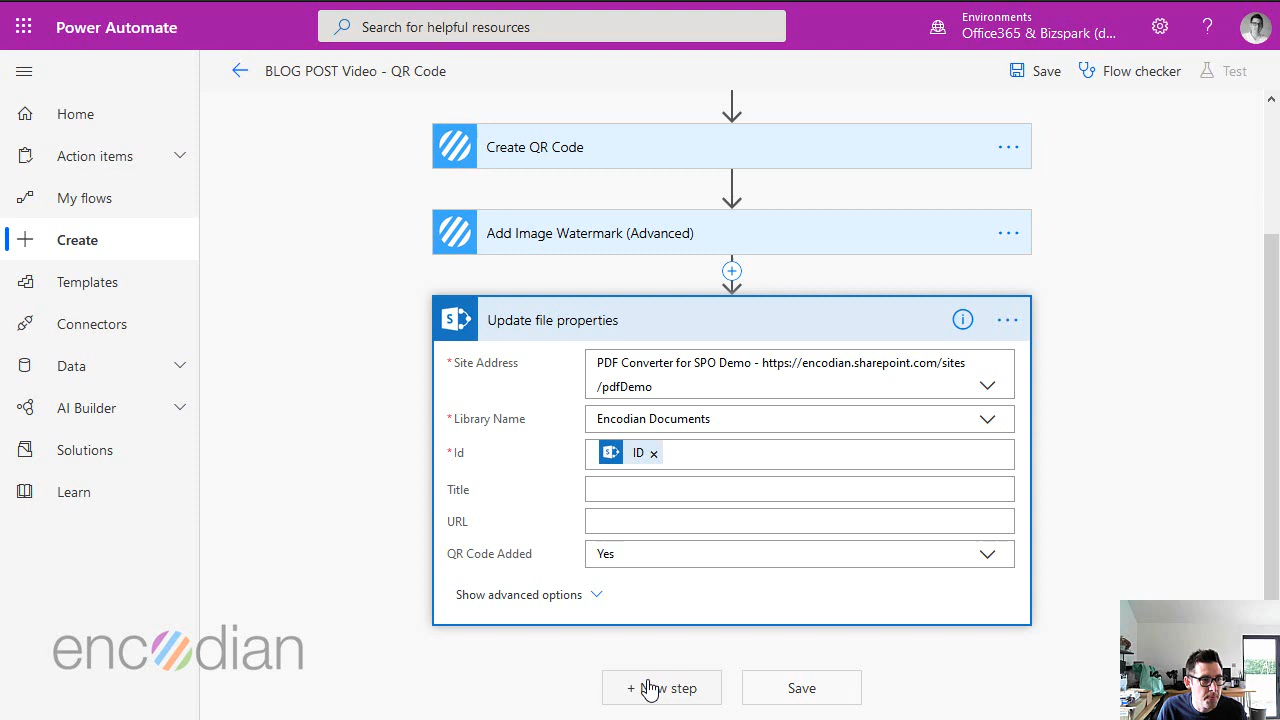 Power Automate
Search for helpful resources
Environments
Office365 & Bizspark (d...
?
BLOG POST Video - QR Code
Save
Flow checker
Test
Home
Action items
My flows
Create
Templates
Connectors
Data
AI Builder
Solutions
Learn
Create QR Code
Add Image Watermark (Advanced)
S
Update file properties
* Site Address
PDF Converter for SPO Demo - https://encodian.sharepoint.com/sites
/pdfDemo
* Library Name
Encodian Documents
* Id
ID ×
Title
URL
QR Code Added
Yes
Show advanced options
encodian
+ New step
Save